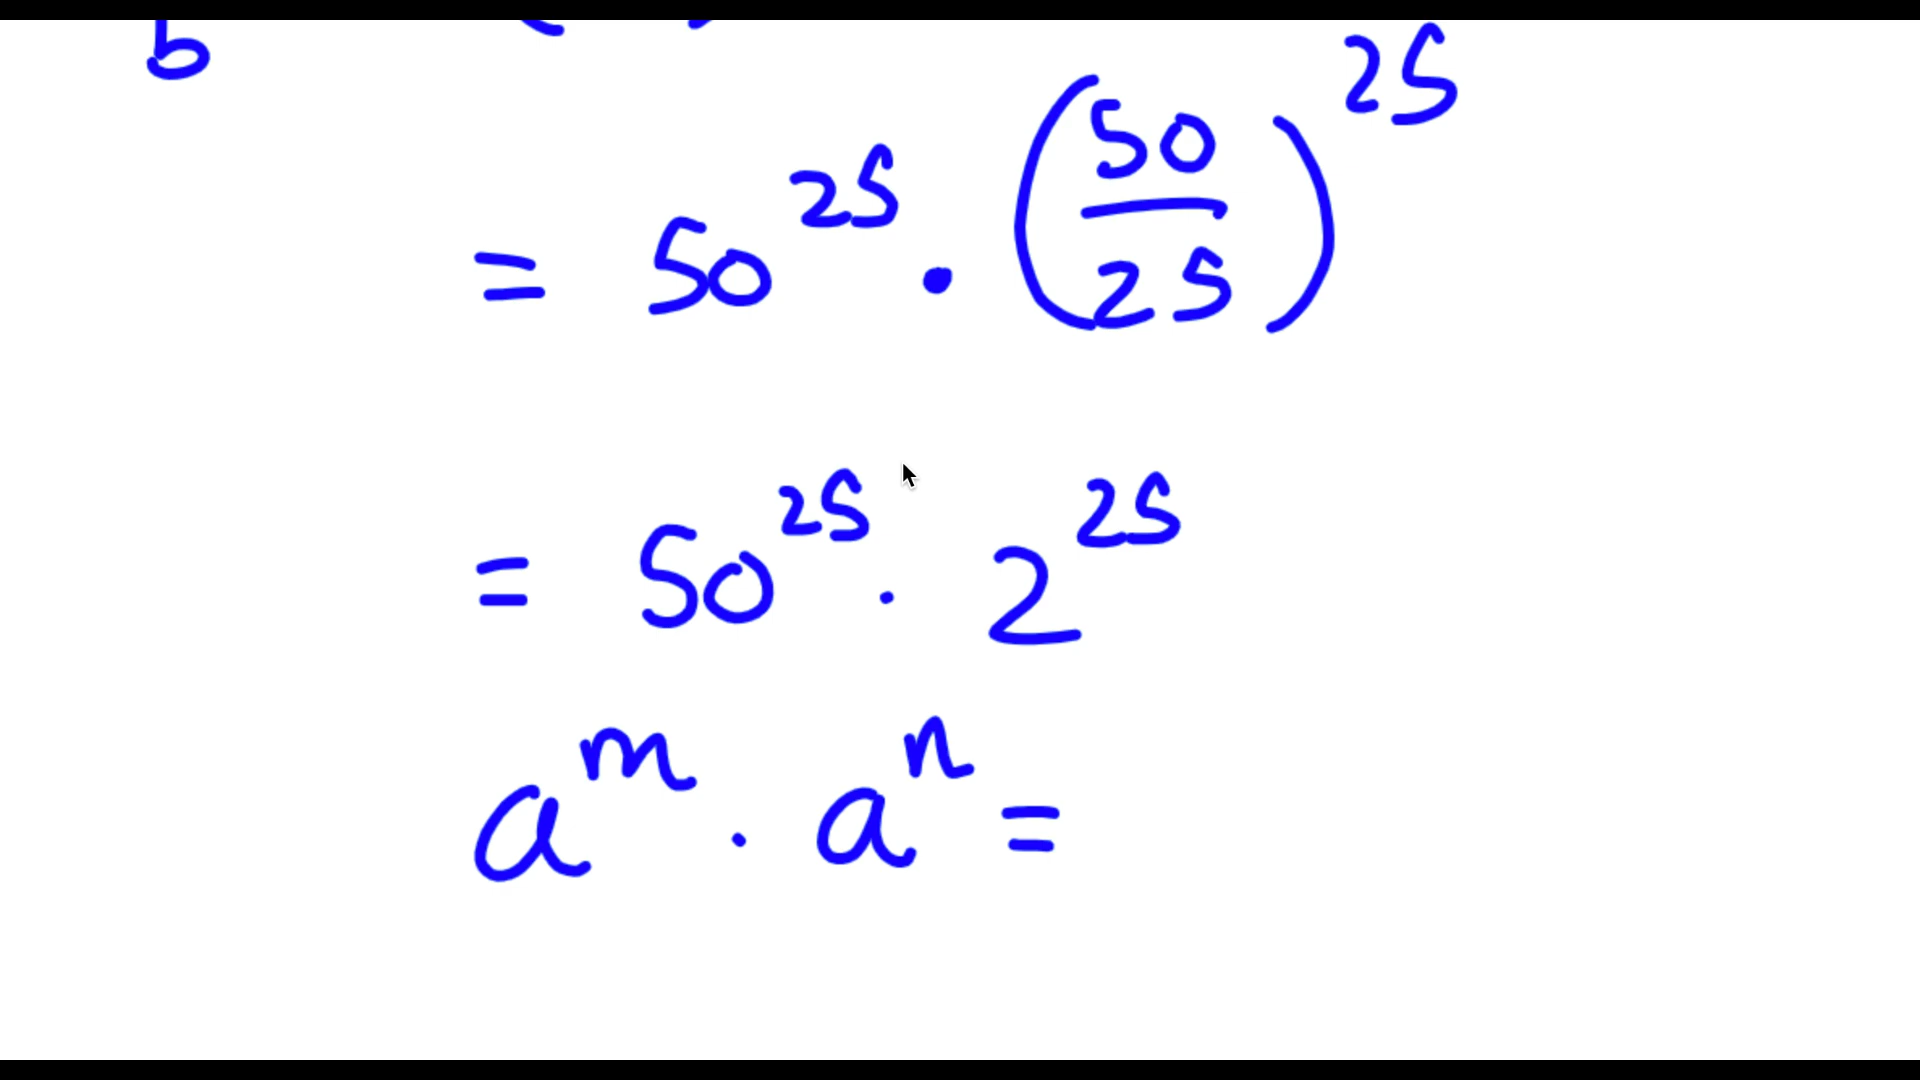 b
= 50^25 · (50/25)^25
= 50^25 · 2^25
a^m · a^n =